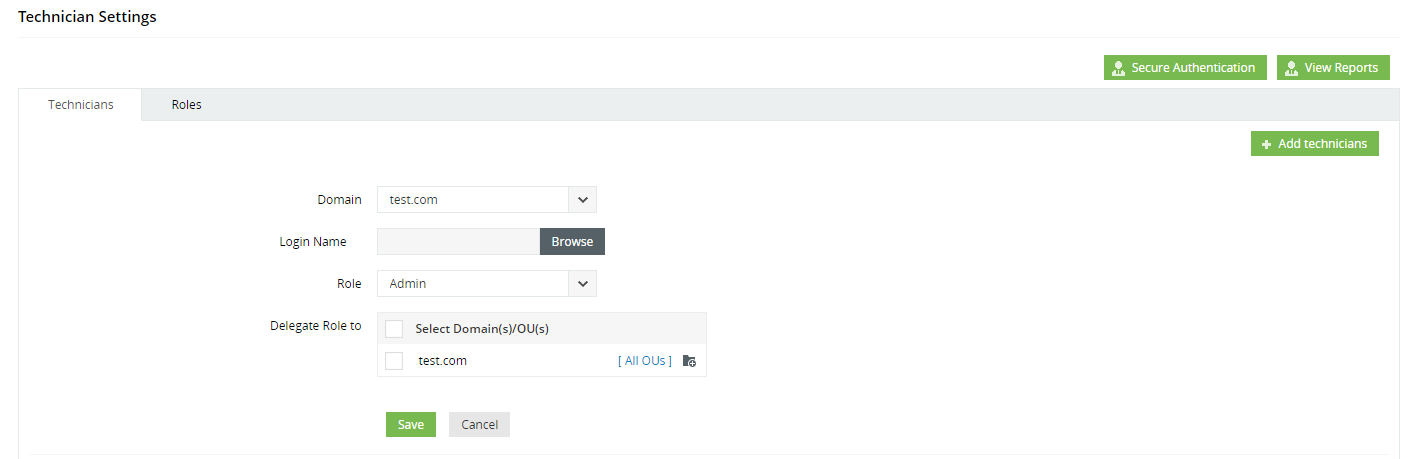 Technician Settings
Secure Authentication
View Reports
Technicians
Roles
Add technicians
Domain
test.com
Login Name
Browse
Role
Admin
Delegate Role to
Select Domain(s)/OU(s)
test.com
[ All OUs ]
Save
Cancel